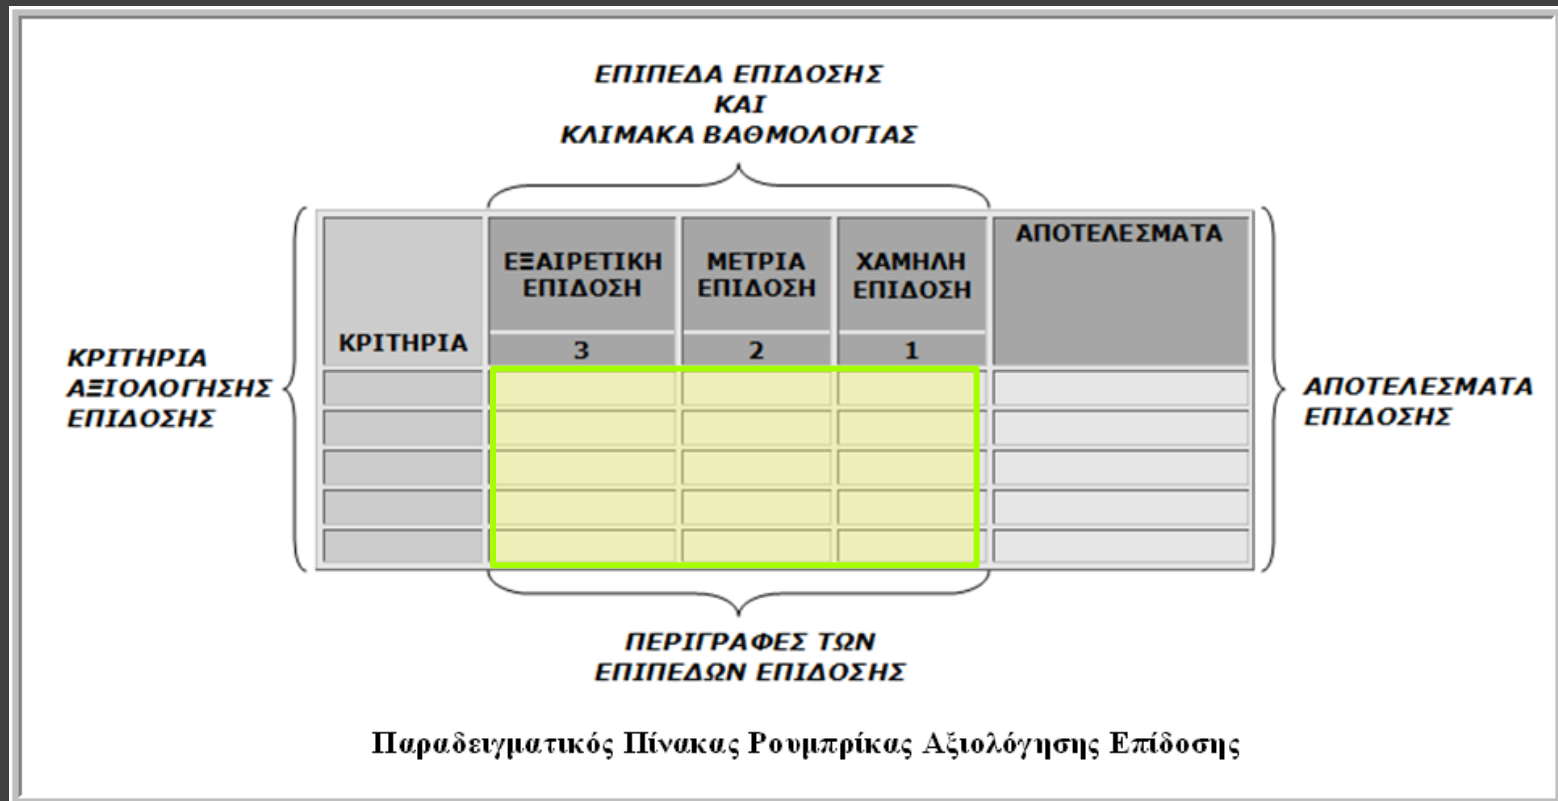 ΕΠΙΠΕΔΑ ΕΠΙΔΟΣΗΣ
ΚΑΙ
ΚΛΙΜΑΚΑ ΒΑΘΜΟΛΟΓΙΑΣ
ΚΡΙΤΗΡΙΑ
ΑΞΙΟΛΟΓΗΣΗΣ
ΕΠΙΔΟΣΗΣ
ΚΡΙΤΗΡΙΑ
ΕΞΑΙΡΕΤΙΚΗ
ΕΠΙΔΟΣΗ
3
ΜΕΤΡΙΑ
ΕΠΙΔΟΣΗ
2
ΧΑΜΗΛΗ
ΕΠΙΔΟΣΗ
1
ΑΠΟΤΕΛΕΣΜΑΤΑ
ΑΠΟΤΕΛΕΣΜΑΤΑ
ΕΠΙΔΟΣΗΣ
ΠΕΡΙΓΡΑΦΕΣ ΤΩΝ
ΕΠΙΠΕΔΩΝ ΕΠΙΔΟΣΗΣ
Παραδειγματικός Πίνακας Ρουμπρίκας Αξιολόγησης Επίδοσης